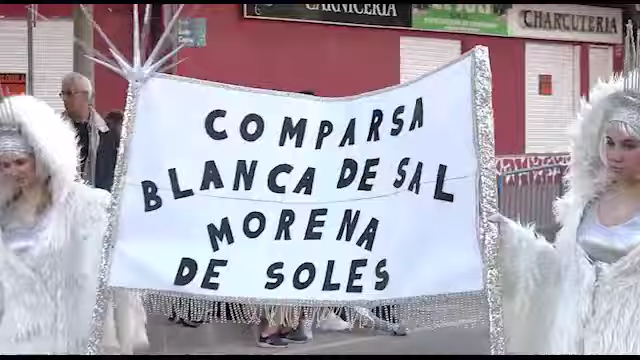 CARNICERIA
CHARCUTERIA
COMPARSA
BLANCA DE SAL
MORENA
DE SOLES